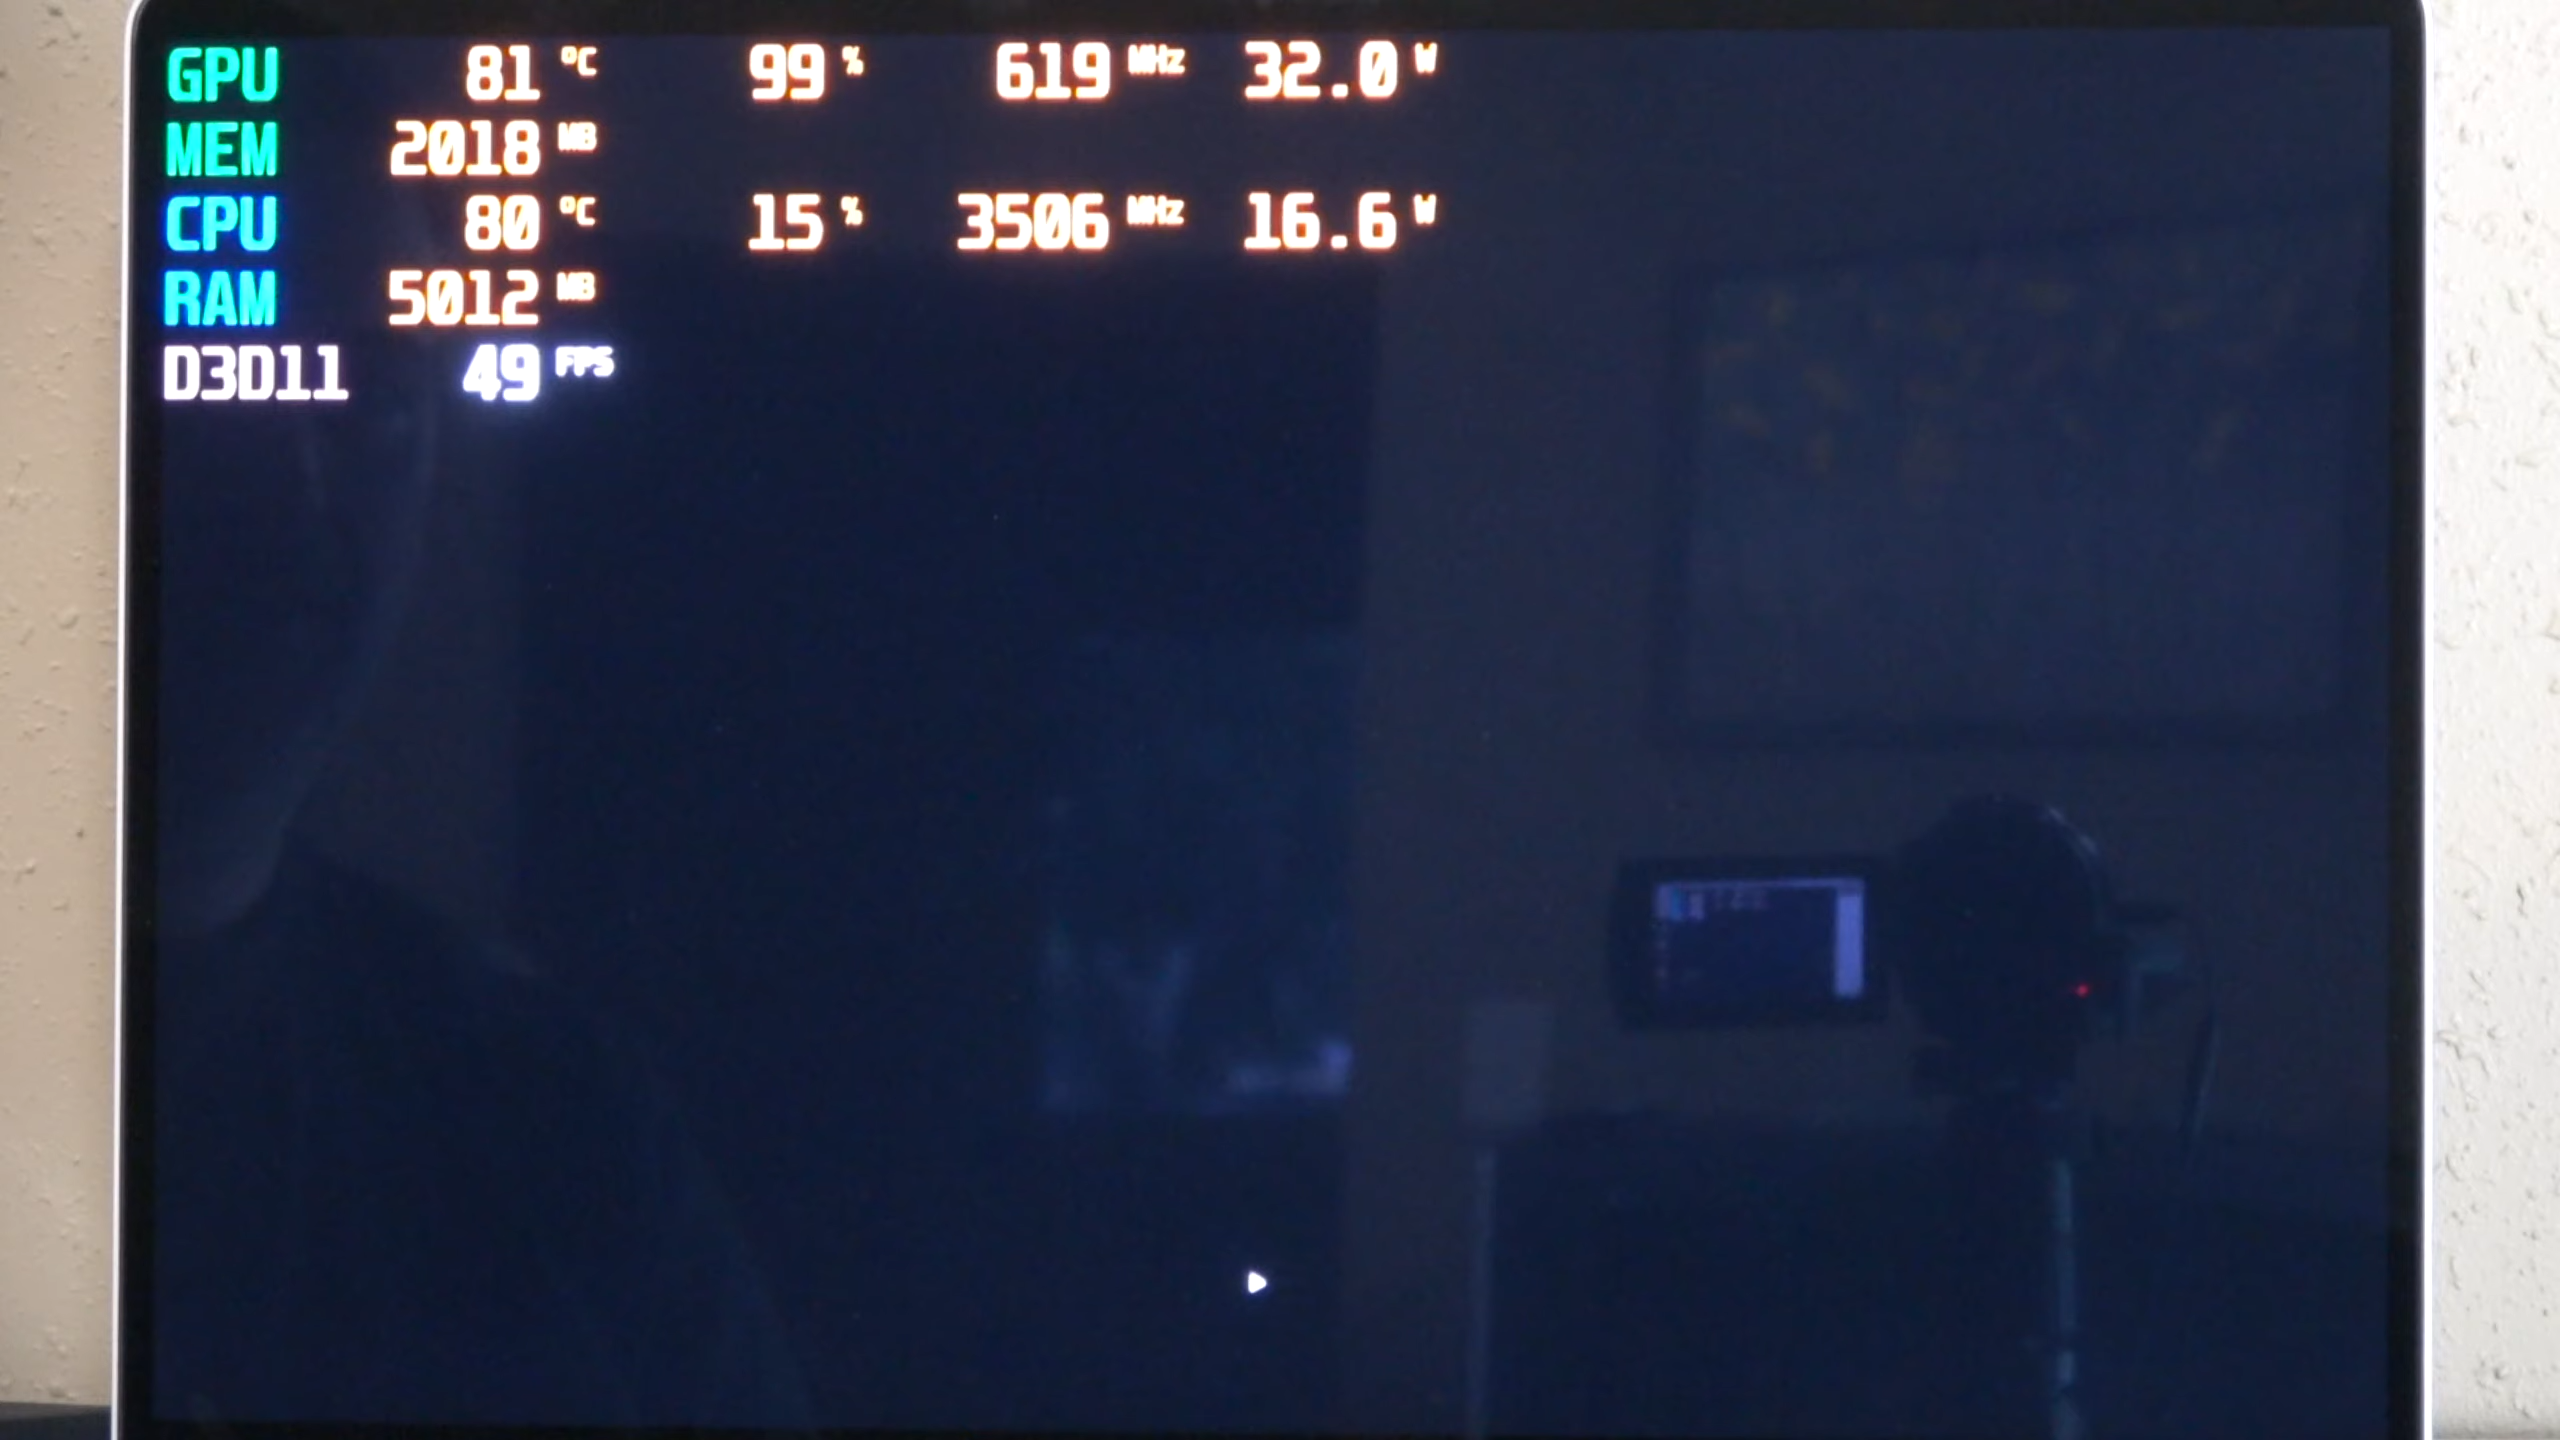 GPU 81 °C 99 % 619 MHz 32.0 W
MEM 2018 MB
CPU 80 °C 15 % 3506 MHz 16.6 W
RAM 5012 MB
D3D11 49 FPS